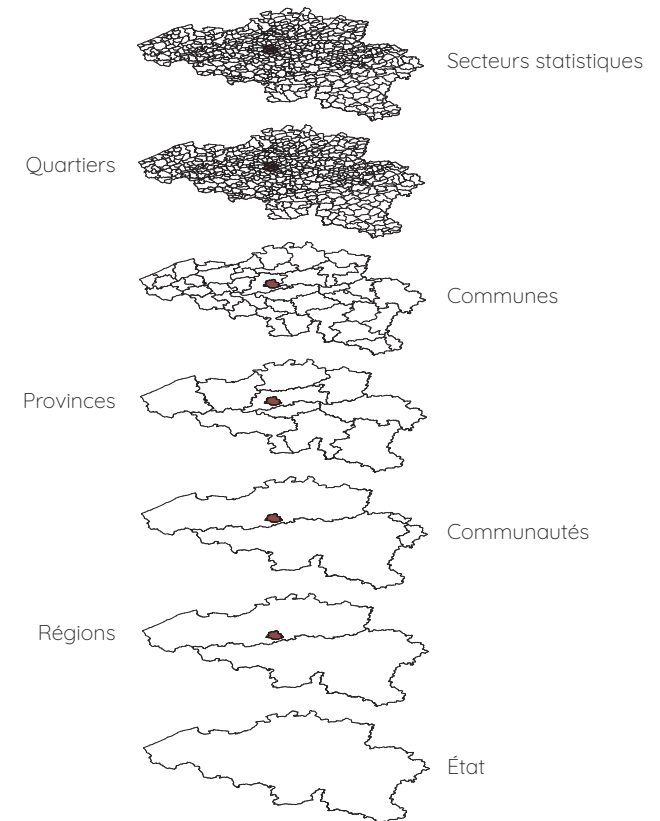 Secteurs statistiques
Quartiers
Communes
Provinces
Communautés
Régions
État